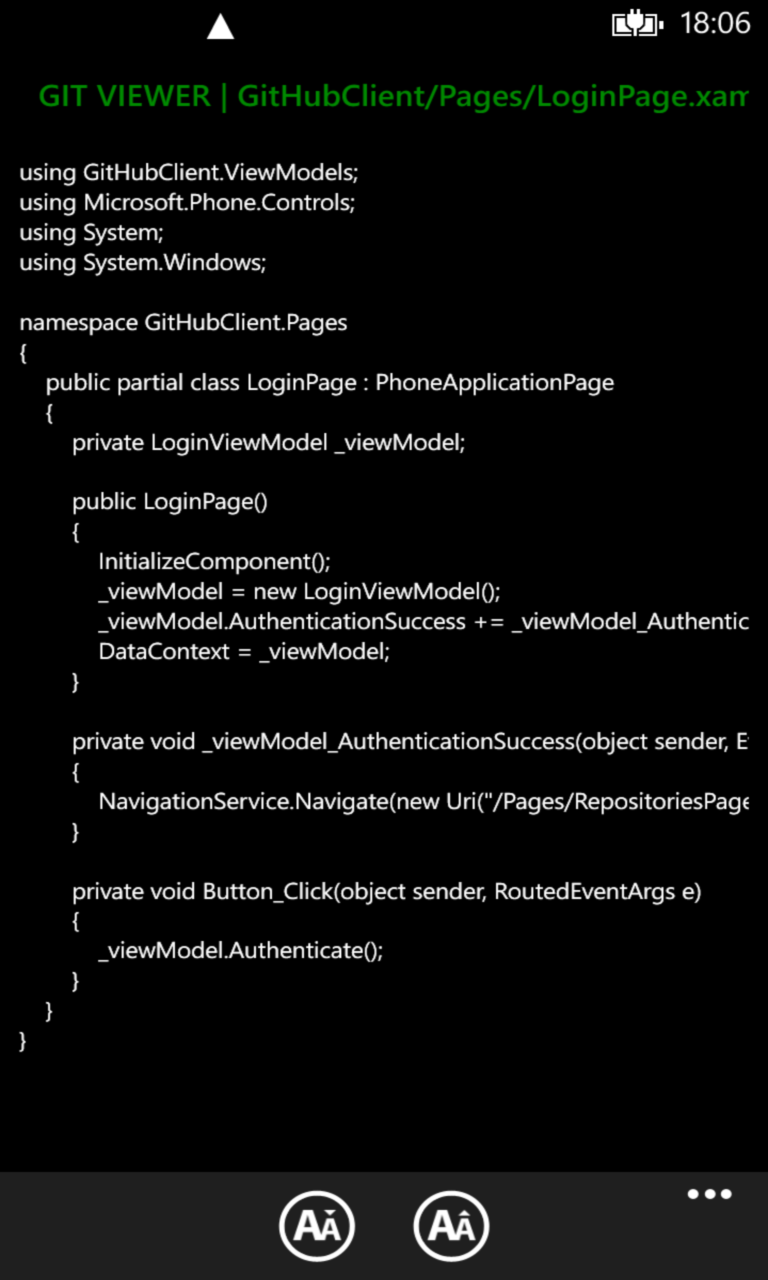 18:06
GIT VIEWER | GitHubClient/Pages/LoginPage.xam
using GitHubClient.ViewModels;
using Microsoft.Phone.Controls;
using System;
using System.Windows;
namespace GitHubClient.Pages
{
public partial class LoginPage : PhoneApplicationPage
{
private LoginViewModel _viewModel;
public LoginPage()
{
InitializeComponent();
_viewModel = new LoginViewModel();
_viewModel.AuthenticationSuccess += _viewModel_Authentic
DataContext = _viewModel;
}
private void _viewModel_AuthenticationSuccess(object sender, E
{
NavigationService.Navigate(new Uri("/Pages/RepositoriesPage
}
private void Button_Click(object sender, RoutedEventArgs e)
{
_viewModel.Authenticate();
}
}
}
AA AA